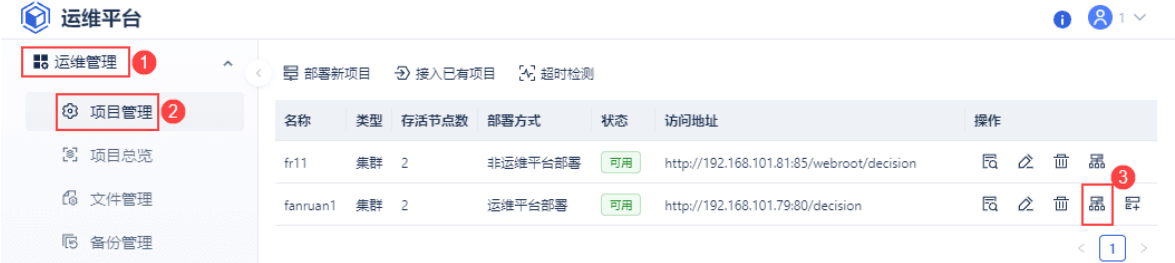 运维平台
1
运维管理 1
部署新项目 接入已有项目 超时检测
项目管理 2
名称 类型 存活节点数 部署方式 状态 访问地址 操作
项目总览
fr11 集群 2 非运维平台部署 可用 http://192.168.101.81:85/webroot/decision
3
文件管理
fanruan1 集群 2 运维平台部署 可用 http://192.168.101.79:80/decision
备份管理
< 1 >